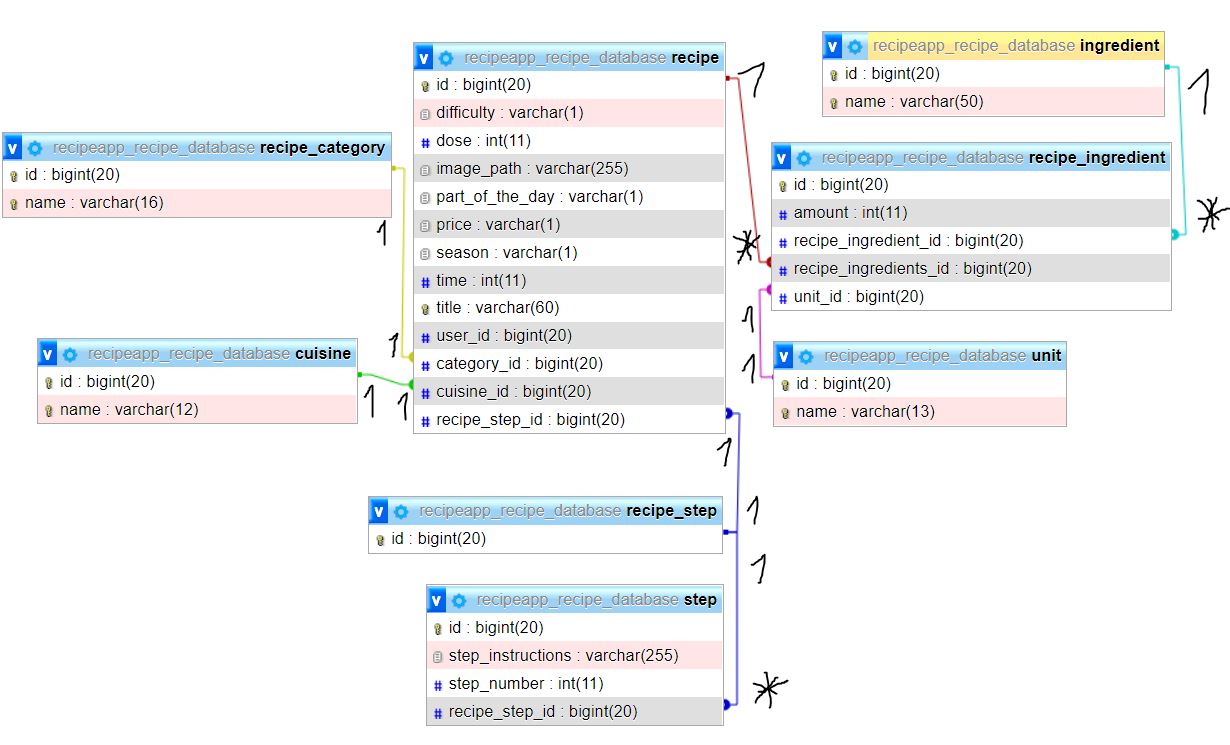 recipeapp_recipe_database recipe
id : bigint(20)
difficulty : varchar(1)
dose : int(11)
image_path : varchar(255)
part_of_the_day : varchar(1)
price : varchar(1)
season : varchar(1)
time : int(11)
title : varchar(60)
user_id : bigint(20)
category_id : bigint(20)
cuisine_id : bigint(20)
recipe_step_id : bigint(20)
1
recipeapp_recipe_database ingredient
id : bigint(20)
name : varchar(50)
1
recipeapp_recipe_database recipe_category
id : bigint(20)
name : varchar(16)
1
1
recipeapp_recipe_database recipe_ingredient
id : bigint(20)
amount : int(11)
recipe_ingredient_id : bigint(20)
recipe_ingredients_id : bigint(20)
unit_id : bigint(20)
*
*
1
1
recipeapp_recipe_database cuisine
id : bigint(20)
name : varchar(12)
1
1
recipeapp_recipe_database unit
id : bigint(20)
name : varchar(13)
1
recipeapp_recipe_database recipe_step
id : bigint(20)
1
1
recipeapp_recipe_database step
id : bigint(20)
step_instructions : varchar(255)
step_number : int(11)
recipe_step_id : bigint(20)
*